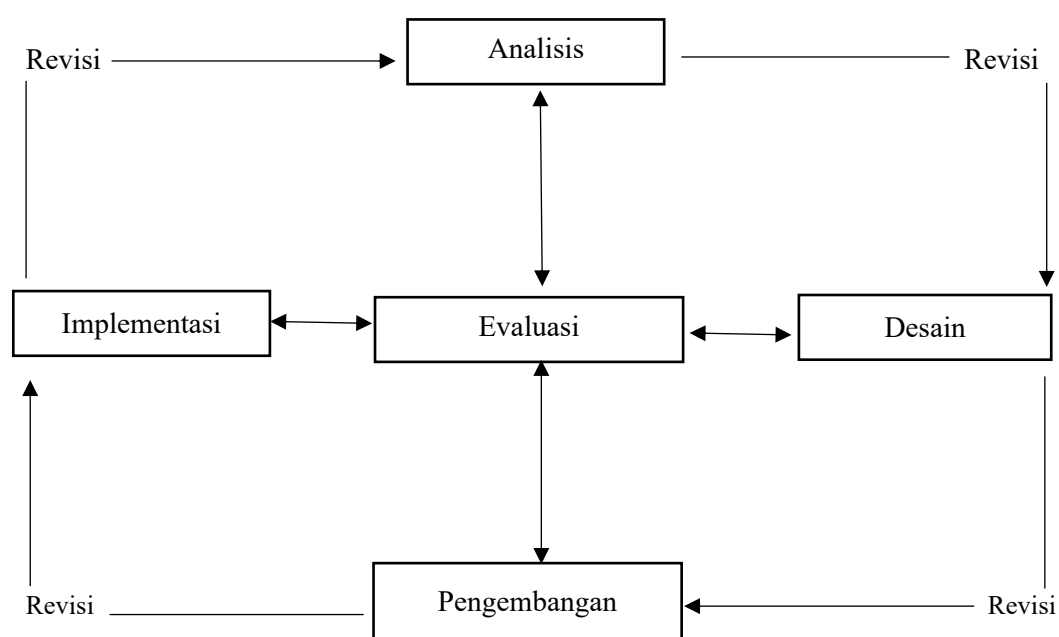 Analisis
Revisi
Revisi
Implementasi
Evaluasi
Desain
Pengembangan
Revisi
Revisi